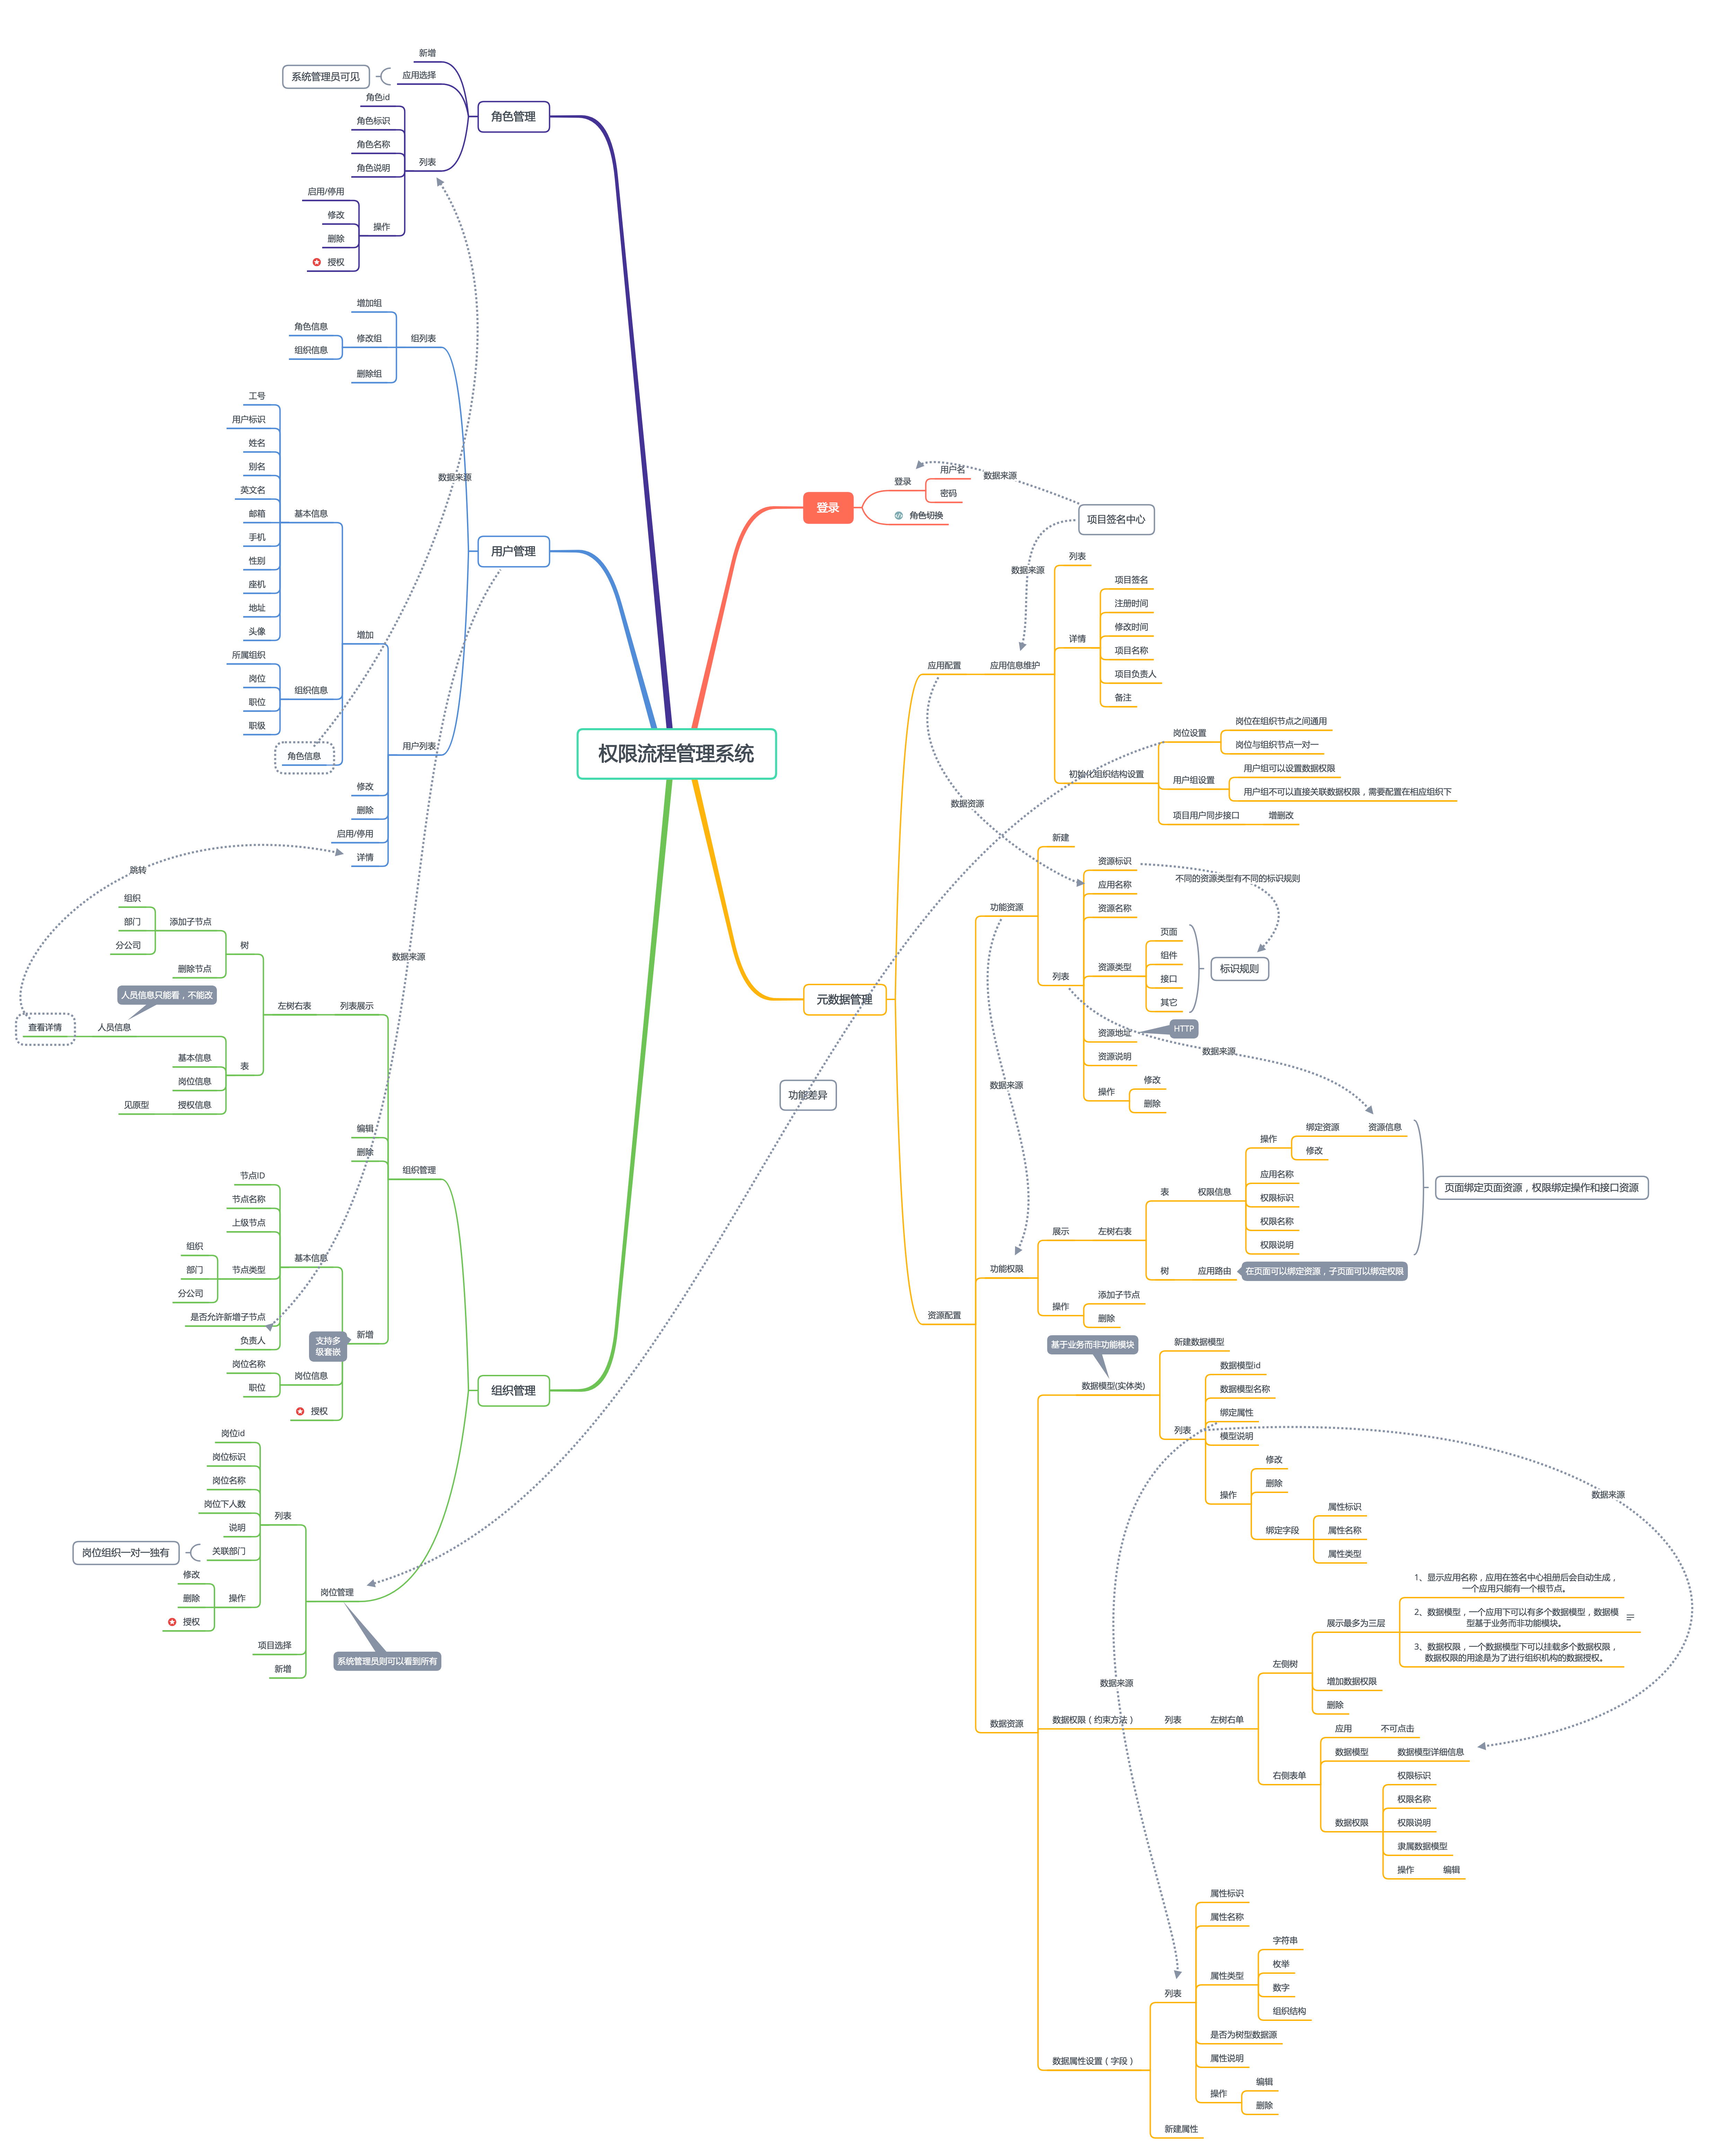 权限流程管理系统
角色管理
新增
应用选择
系统管理员可见
列表
角色id
角色标识
角色名称
角色说明
操作
启用/停用
修改
删除
授权
用户管理
组列表
增加组
修改组
角色信息
组织信息
删除组
用户列表
增加
基本信息
工号
用户标识
姓名
别名
英文名
邮箱
手机
性别
座机
地址
头像
组织信息
所属组织
岗位
职位
职级
角色信息
修改
删除
启用/停用
详情
数据来源
跳转
数据来源
组织管理
组织管理
列表展示
左树右表
树
添加子节点
组织
部门
分公司
删除节点
表
人员信息
人员信息只能看，不能改
查看详情
基本信息
岗位信息
授权信息
见原型
编辑
删除
新增
支持多
级套嵌
基本信息
节点ID
节点名称
上级节点
节点类型
组织
部门
分公司
是否允许新增子节点
负责人
岗位信息
岗位名称
职位
授权
岗位管理
系统管理员则可以看到所有
列表
岗位id
岗位标识
岗位名称
岗位下人数
说明
关联部门
岗位组织一对一独有
操作
修改
删除
授权
项目选择
新增
功能差异
登录
登录
用户名
密码
角色切换
数据来源
项目签名中心
数据来源
元数据管理
应用配置
应用信息维护
列表
详情
项目签名
注册时间
修改时间
项目名称
项目负责人
备注
初始化组织结构设置
岗位设置
岗位在组织节点之间通用
岗位与组织节点一对一
用户组设置
用户组可以设置数据权限
用户组不可以直接关联数据权限，需要配置在相应组织下
项目用户同步接口
增删改
数据资源
资源配置
功能资源
新建
列表
资源标识
不同的资源类型有不同的标识规则
应用名称
资源名称
资源类型
页面
组件
接口
其它
标识规则
资源地址
HTTP
资源说明
操作
修改
删除
数据来源
数据来源
功能权限
展示
左树右表
表
权限信息
操作
绑定资源
资源信息
修改
应用名称
权限标识
权限名称
权限说明
页面绑定页面资源，权限绑定操作和接口资源
树
应用路由
在页面可以绑定资源，子页面可以绑定权限
操作
添加子节点
删除
数据资源
数据模型(实体类)
基于业务而非功能模块
新建数据模型
列表
数据模型id
数据模型名称
绑定属性
模型说明
操作
修改
删除
绑定字段
属性标识
属性名称
属性类型
数据来源
数据来源
数据权限（约束方法）
列表
左树右单
左侧树
展示最多为三层
1、显示应用名称，应用在签名中心祖册后会自动生成，
一个应用只能有一个根节点。
2、数据模型，一个应用下可以有多个数据模型，数据模
型基于业务而非功能模块。
3、数据权限，一个数据模型下可以挂载多个数据权限，
数据权限的用途是为了进行组织机构的数据授权。
增加数据权限
删除
右侧表单
应用
不可点击
数据模型
数据模型详细信息
数据权限
权限标识
权限名称
权限说明
隶属数据模型
操作
编辑
数据属性设置（字段）
列表
属性标识
属性名称
属性类型
字符串
枚举
数字
组织结构
是否为树型数据源
属性说明
操作
编辑
删除
新建属性